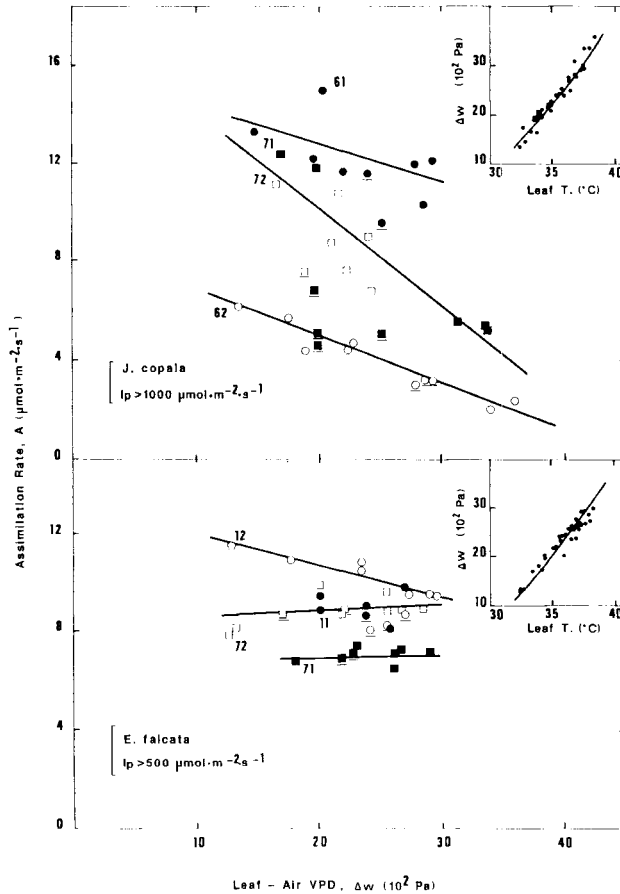 16
12
8
4
0
61
71
72
62
J. copala
Ip>1000 μmol·m⁻²·s⁻¹
Δw (10² Pa)
30
20
10
30 35 40
Leaf T. (°C)
Assimilation Rate, A (μmol·m⁻²·s⁻¹)
12
8
4
0
12
11
72
71
E. falcata
Ip>500 μmol·m⁻²·s⁻¹
Δw (10² Pa)
30
20
10
30 35 40
Leaf T. (°C)
10 20 30 40
Leaf - Air VPD, Δw (10² Pa)